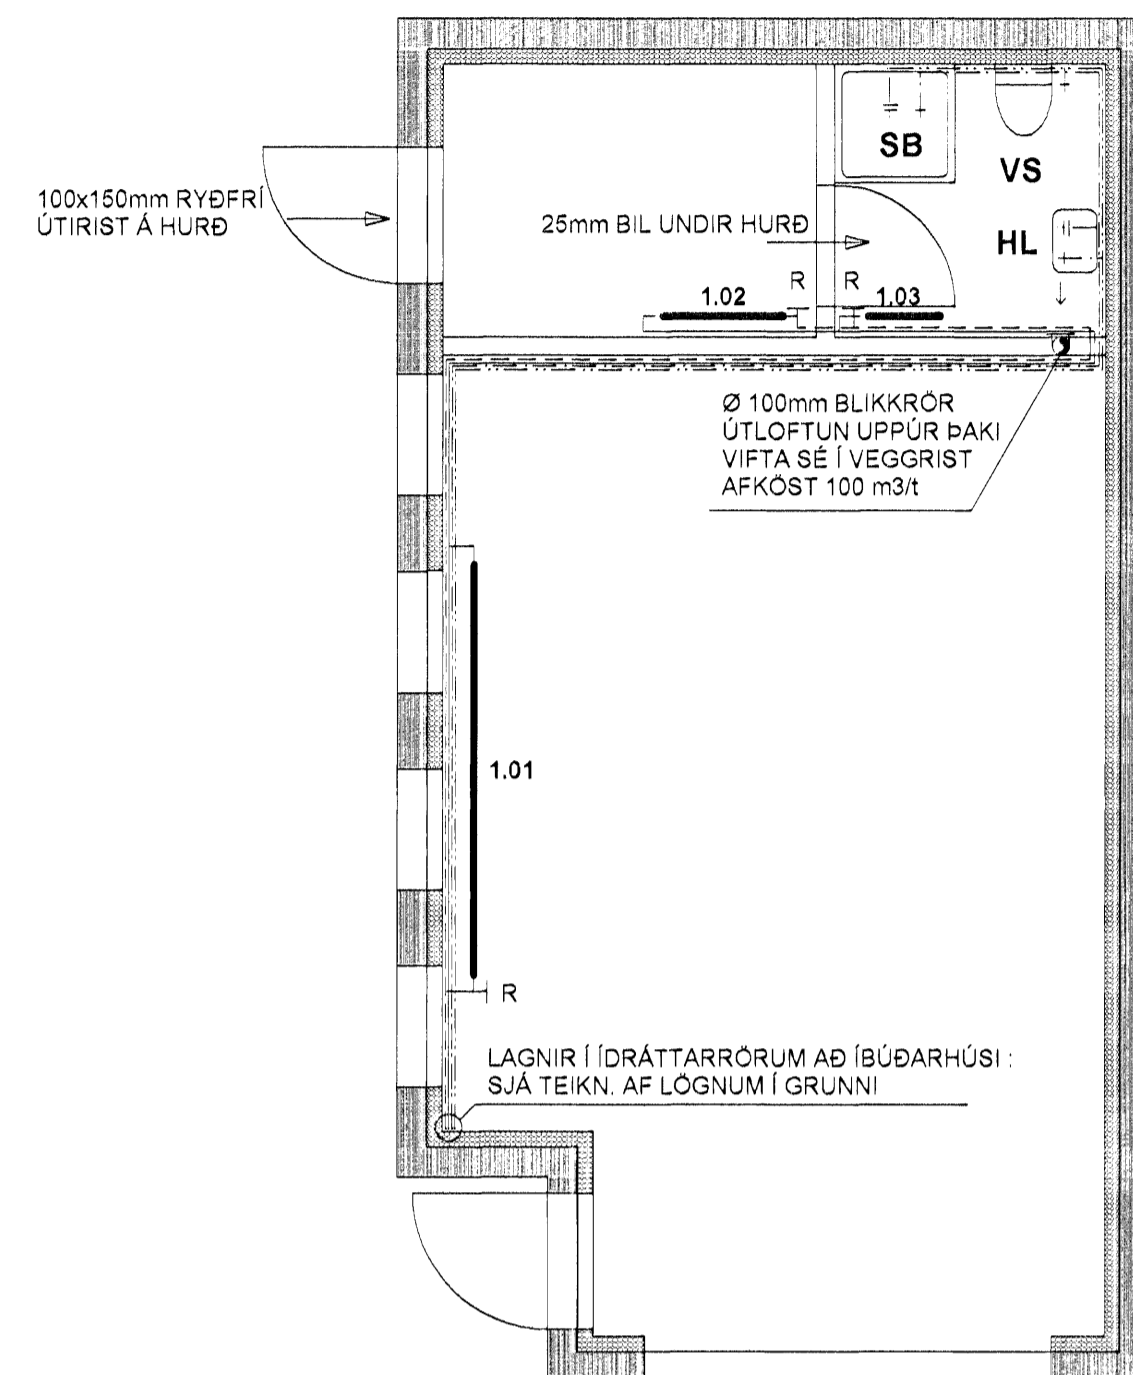 SB
VS
100x150mm RYÐFRÍ
ÚTIRIST Á HURÐ
25mm BIL UNDIR HURÐ
HL
R
R
1.02
1.03
Ø 100mm BLIKKRÖR
ÚTLOFTUN UPPÚR ÞAKI
VIFTA SÉ Í VEGGRIST
AFKÖST 100 m3/t
1.01
R
LAGNIR Í ÍDRÁTTARRÖRUM AÐ ÍBÚÐARHÚSI :
SJÁ TEIKN. AF LÖGNUM Í GRUNNI